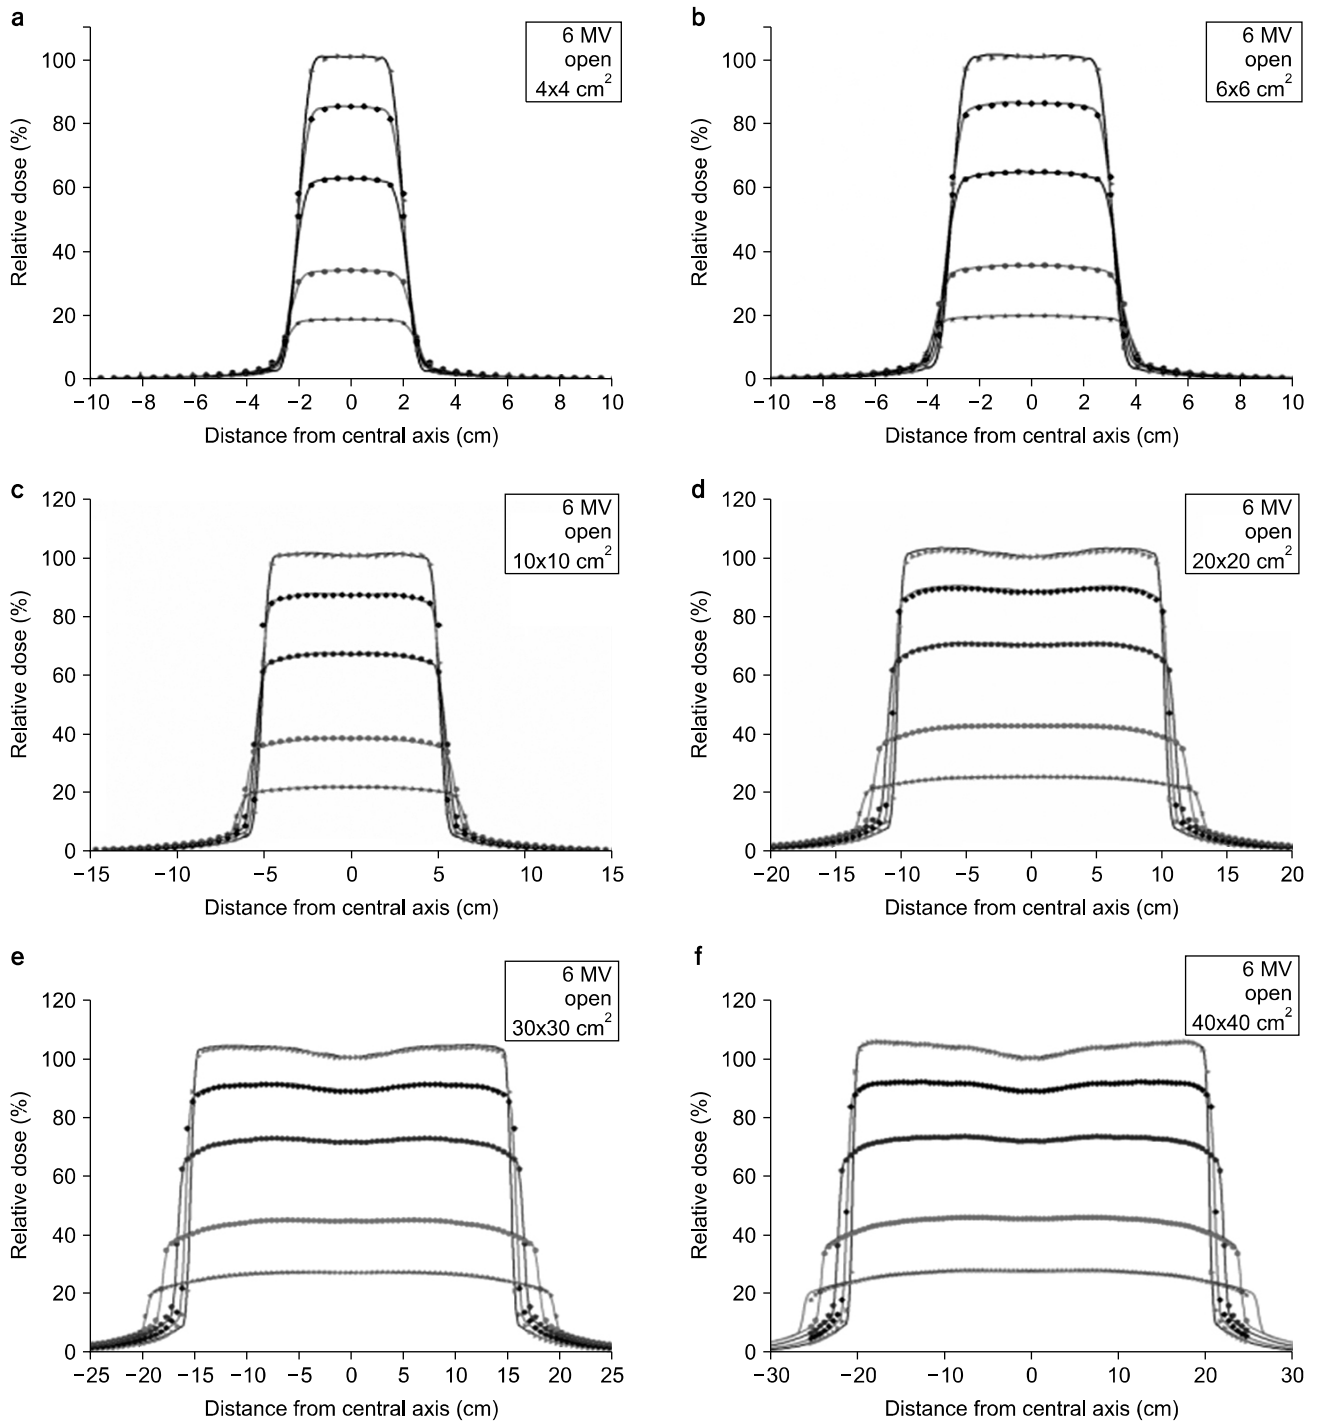 a
6 MV
open
4x4 cm²
100
80
60
40
20
0
Relative dose (%)
−10 −8 −6 −4 −2 0 2 4 6 8 10
Distance from central axis (cm)
b
6 MV
open
6x6 cm²
100
80
60
40
20
0
Relative dose (%)
−10 −8 −6 −4 −2 0 2 4 6 8 10
Distance from central axis (cm)
c
6 MV
open
10x10 cm²
120
100
80
60
40
20
0
Relative dose (%)
−15 −10 −5 0 5 10 15
Distance from central axis (cm)
d
6 MV
open
20x20 cm²
120
100
80
60
40
20
0
Relative dose (%)
−20 −15 −10 −5 0 5 10 15 20
Distance from central axis (cm)
e
6 MV
open
30x30 cm²
120
100
80
60
40
20
0
Relative dose (%)
−25 −20 −15 −10 −5 0 5 10 15 20 25
Distance from central axis (cm)
f
6 MV
open
40x40 cm²
120
100
80
60
40
20
0
Relative dose (%)
−30 −20 −10 0 10 20 30
Distance from central axis (cm)